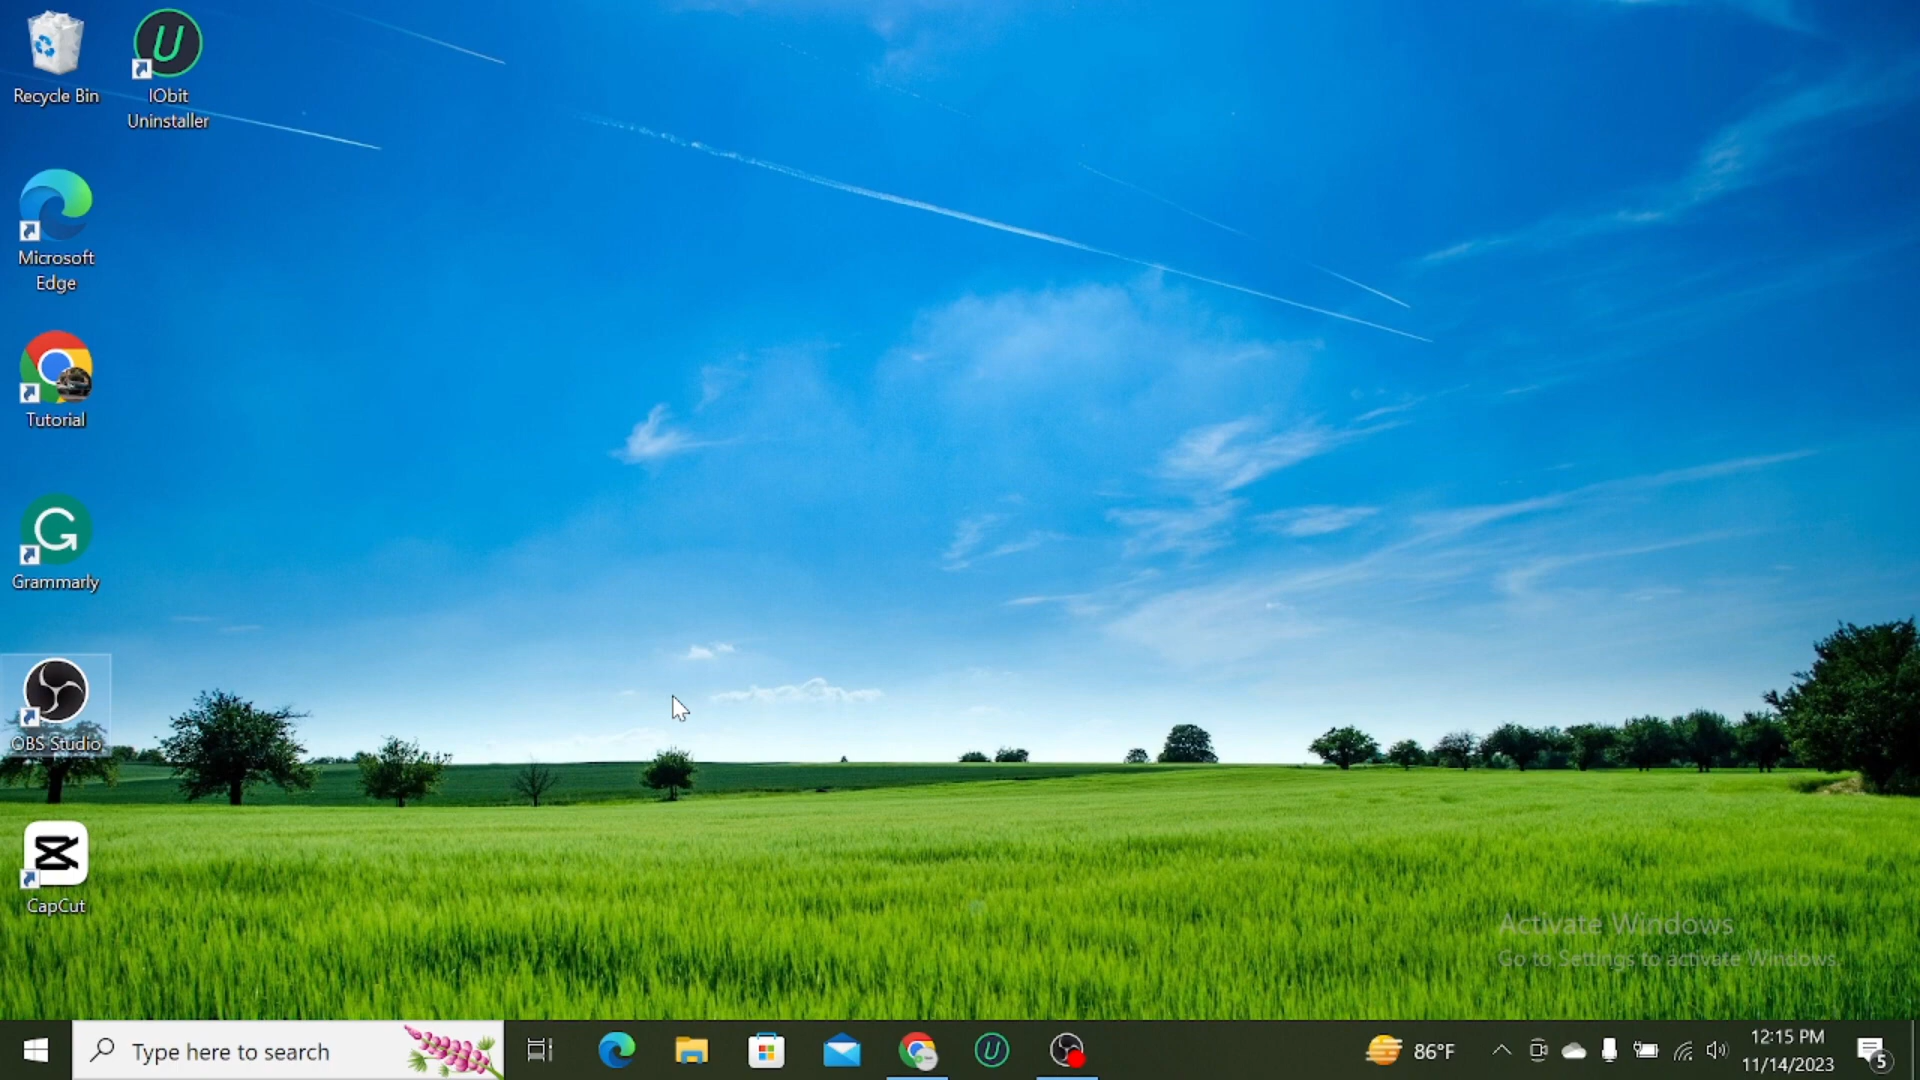 Recycle Bin
IObit
Uninstaller
Microsoft
Edge
Tutorial
Grammarly
OBS Studio
CapCut
Activate Windows
Go to Settings to activate Windows.
Type here to search
86°F
12:15 PM
11/14/2023
5